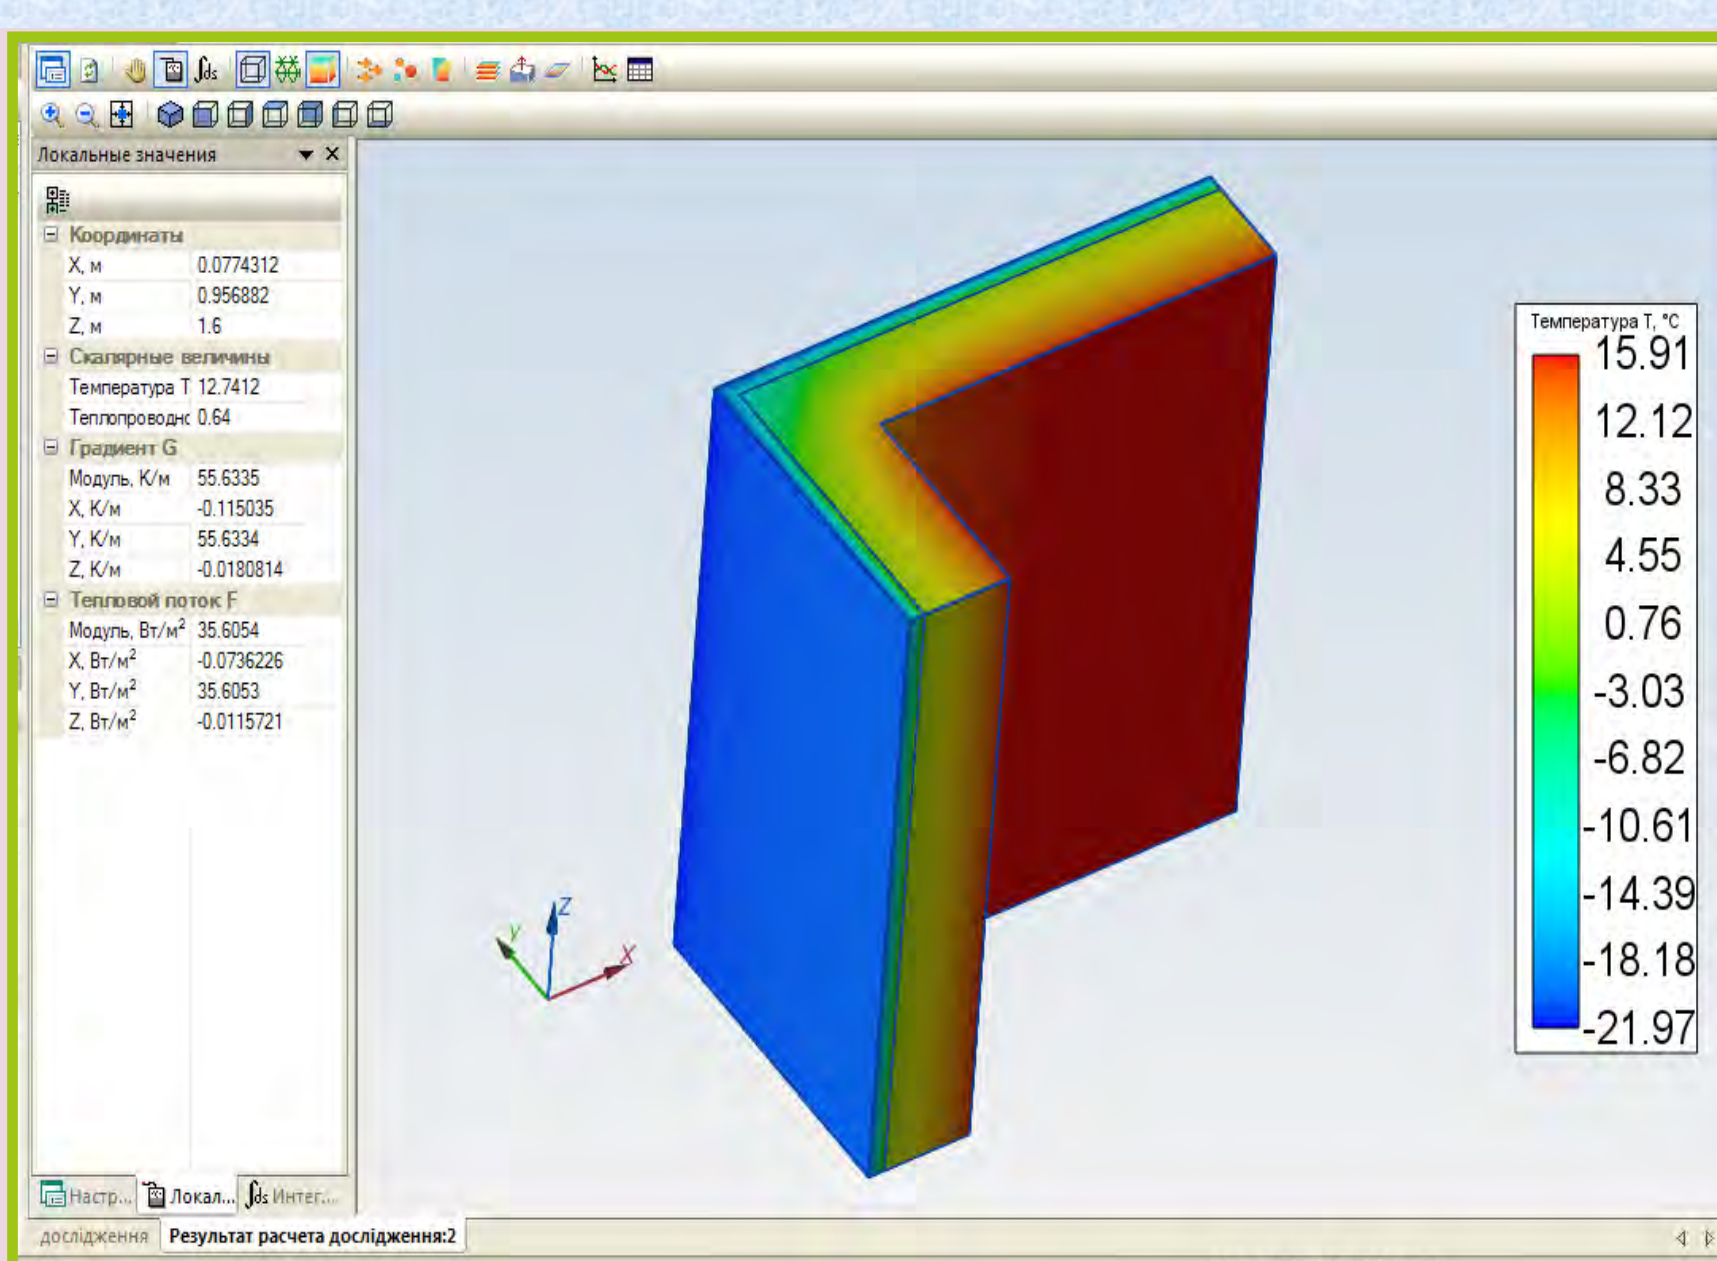 Локальные значения
Координаты
X, м 0.0774312
Y, м 0.956882
Z, м 1.6
Скалярные величины
Температура T 12.7412
Теплопроводнс 0.64
Градиент G
Модуль, К/м 55.6335
X, К/м -0.115035
Y, К/м 55.6334
Z, К/м -0.0180814
Тепловой поток F
Модуль, Вт/м² 35.6054
X, Вт/м² -0.0736226
Y, Вт/м² 35.6053
Z, Вт/м² -0.0115721
Z
Y
X
Температура T, °C
15.91
12.12
8.33
4.55
0.76
-3.03
-6.82
-10.61
-14.39
-18.18
-21.97
Настр... Локал... ∫ds Интег...
дослідження Результат расчета дослідження:2